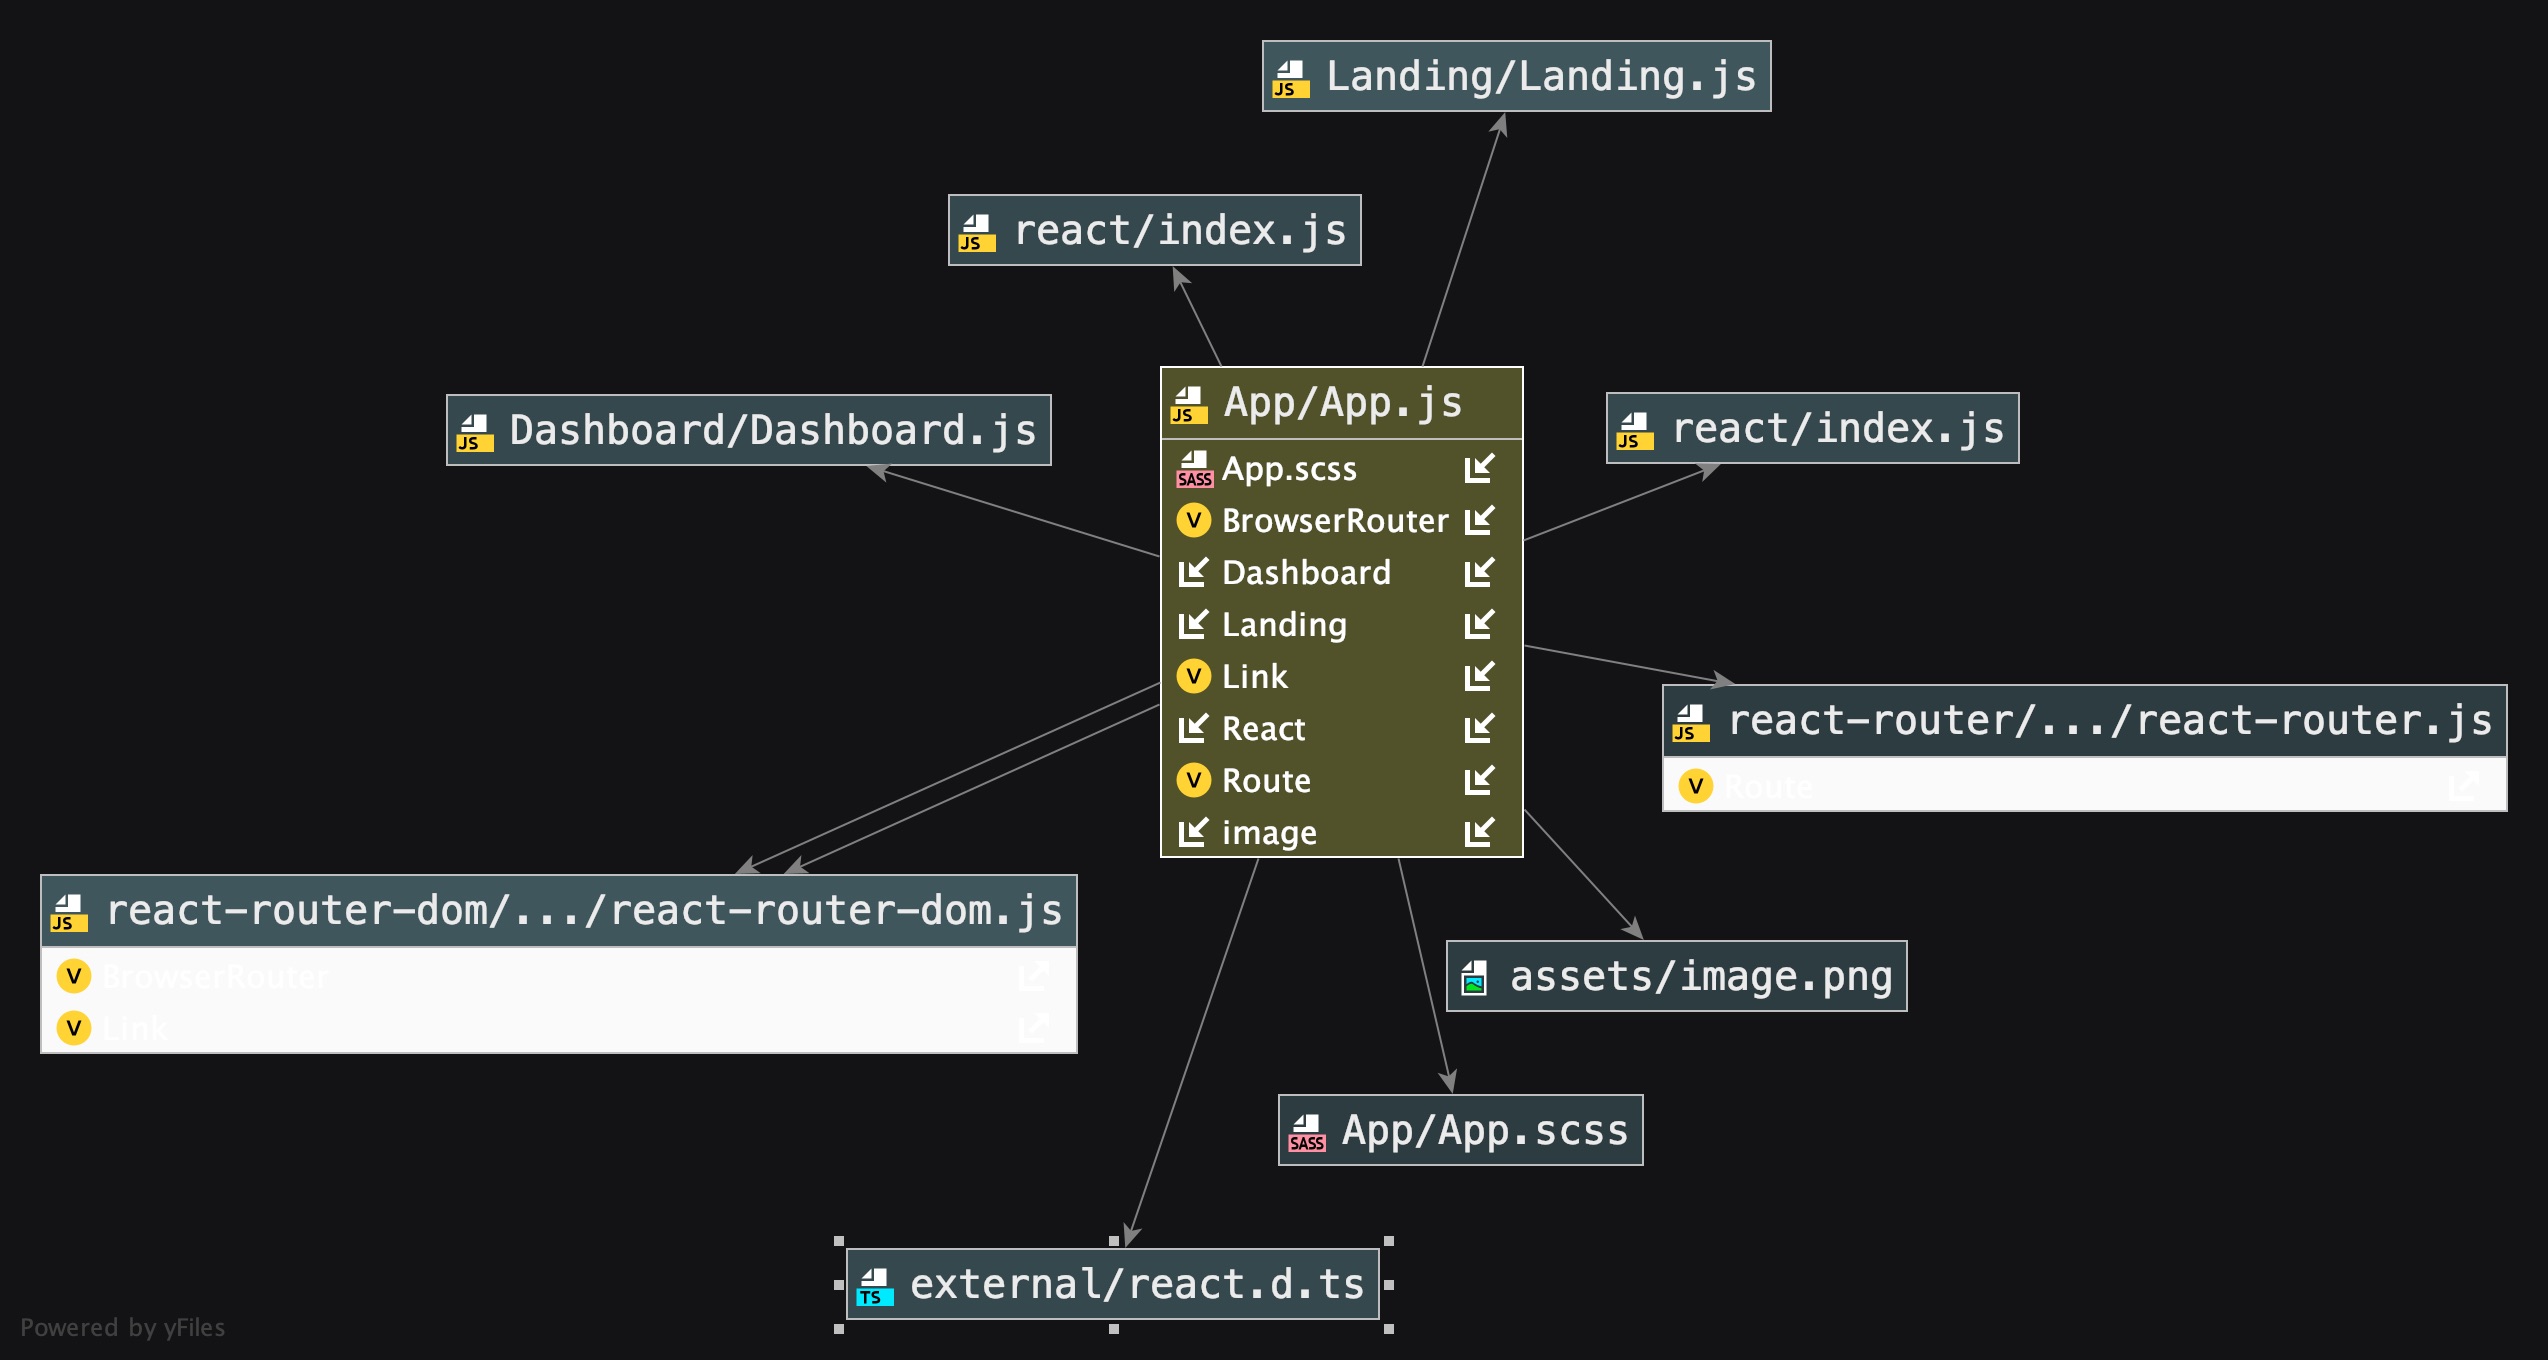 Landing/Landing.js
react/index.js
Dashboard/Dashboard.js
App/App.js
App.scss
BrowserRouter
Dashboard
Landing
Link
React
Route
image
react/index.js
react-router/.../react-router.js
Route
react-router-dom/.../react-router-dom.js
BrowserRouter
Link
assets/image.png
App/App.scss
external/react.d.ts
Powered by yFiles